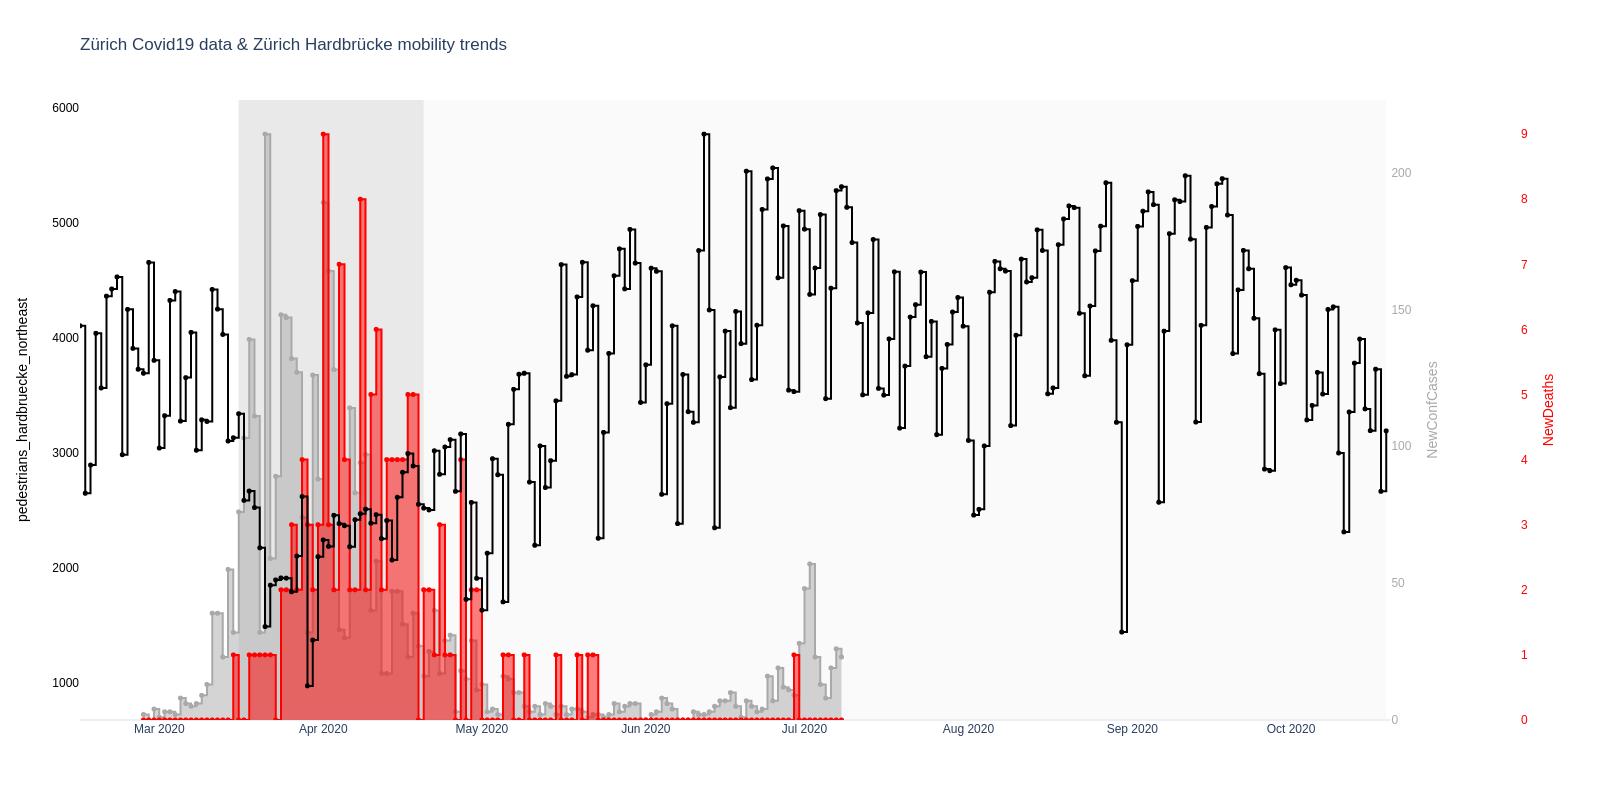 Zürich Covid19 data & Zürich Hardbrücke mobility trends
6000
5000
4000
3000
2000
1000
pedestrians_hardbruecke_northeast
200
150
100
50
0
NewConfCases
9
8
7
6
5
4
3
2
1
0
NewDeaths
Mar 2020
Apr 2020
May 2020
Jun 2020
Jul 2020
Aug 2020
Sep 2020
Oct 2020